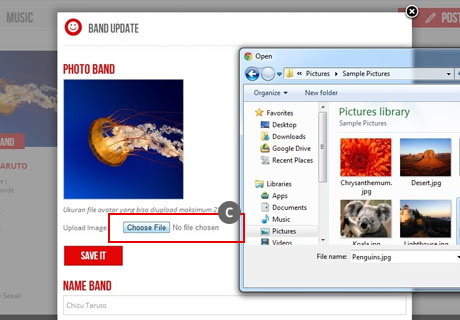 MUSIC
POST
BAND UPDATE
PHOTO BAND
Ukuran file avatar yang bisa diupload maksimum 2
Upload Image
Choose File No file chosen
C
SAVE IT
NAME BAND
Chizu Taruto
AND
ARUTO
Sekali
Open
Pictures Sample Pictures
Organize New folder
Favorites
Desktop
Downloads
Google Drive
Recent Places
Libraries
Apps
Documents
Music
Pictures
Videos
Pictures library
Sample Pictures
Chrysanthemum.jpg
Desert.jpg
Koala.jpg
Lighthouse.jpg
File name: Penguins.jpg